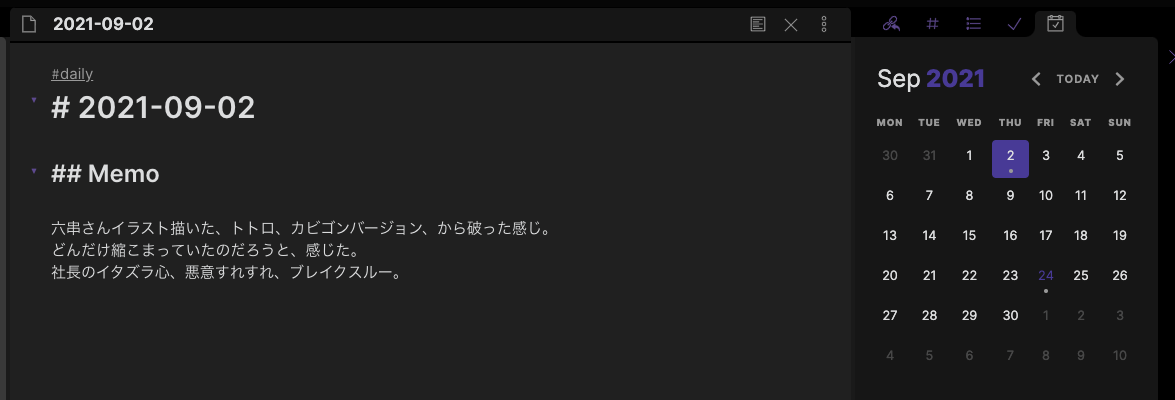 2021-09-02
#daily
# 2021-09-02
## Memo
六串さんイラスト描いた、トトロ、カビゴンバージョン、から破った感じ。
どんだけ縮こまっていたのだろうと、感じた。
社長のイタズラ心、悪意すれすれ、ブレイクスルー。
Sep 2021
TODAY
MON TUE WED THU FRI SAT SUN
30 31 1 2 3 4 5
6 7 8 9 10 11 12
13 14 15 16 17 18 19
20 21 22 23 24 25 26
27 28 29 30 1 2 3
4 5 6 7 8 9 10